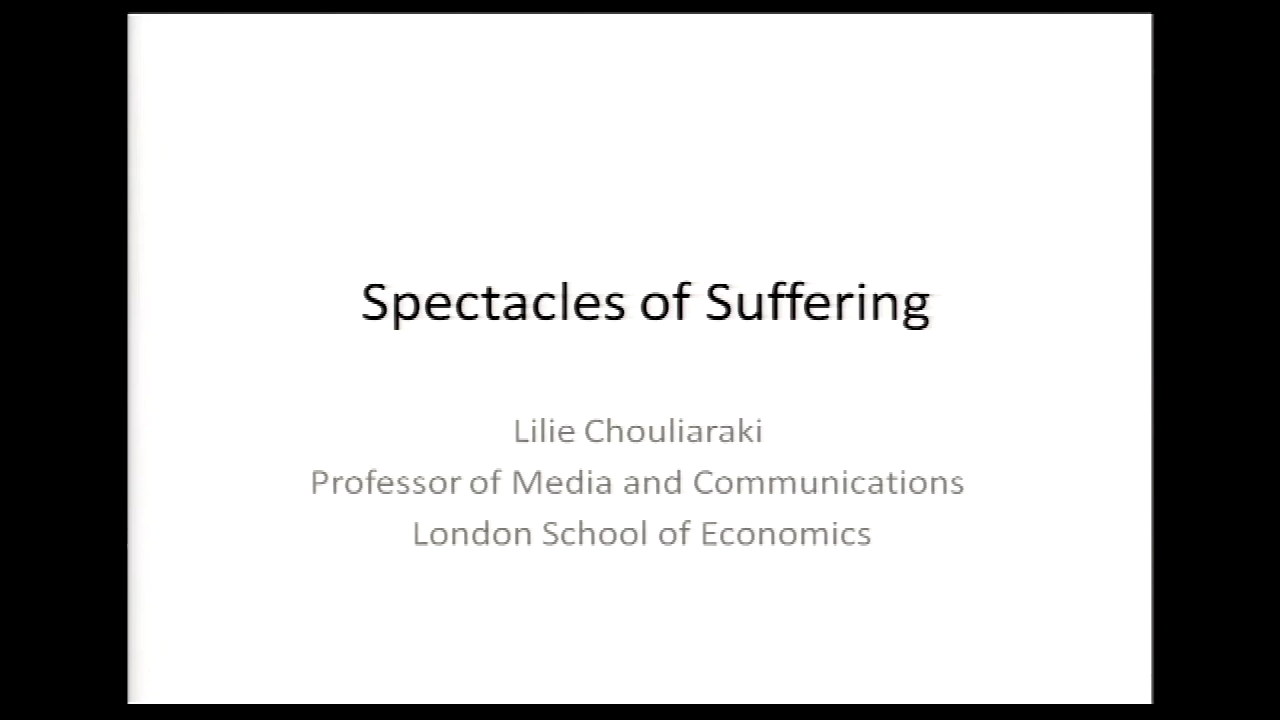 Spectacles of Suffering
Lilie Chouliaraki
Professor of Media and Communications
London School of Economics